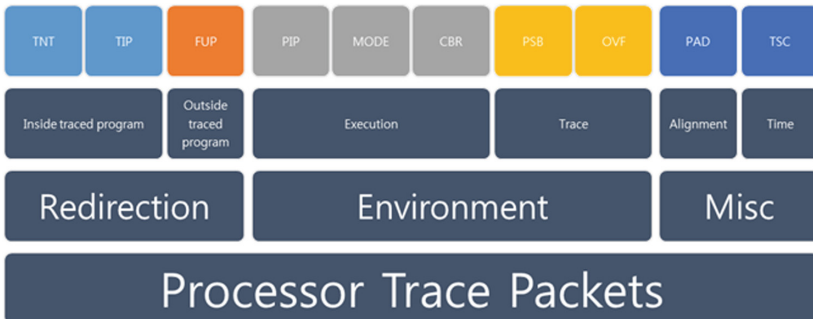 TNT TIP FUP PIP MODE CBR PSB OVF PAD TSC
Inside traced program
Outside
traced
program
Execution
Trace
Alignment
Time
Redirection Environment Misc
Processor Trace Packets